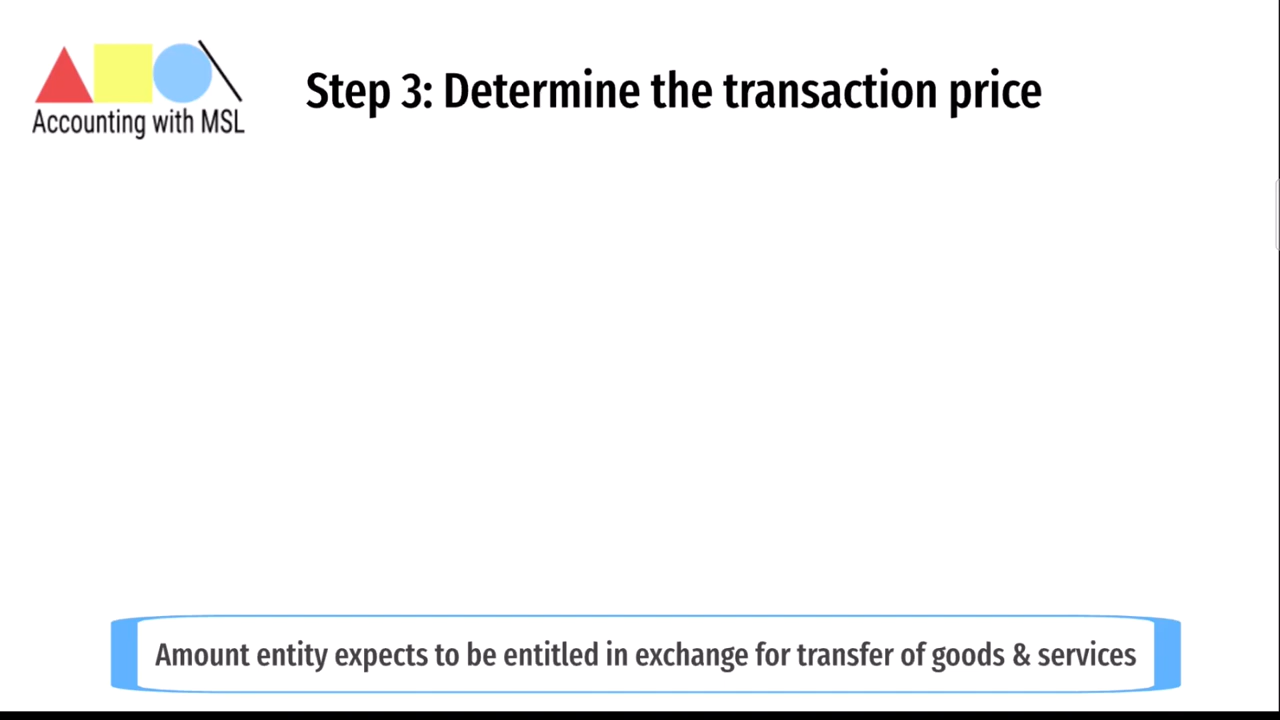 Step 3: Determine the transaction price
Accounting with MSL
Amount entity expects to be entitled in exchange for transfer of goods & services